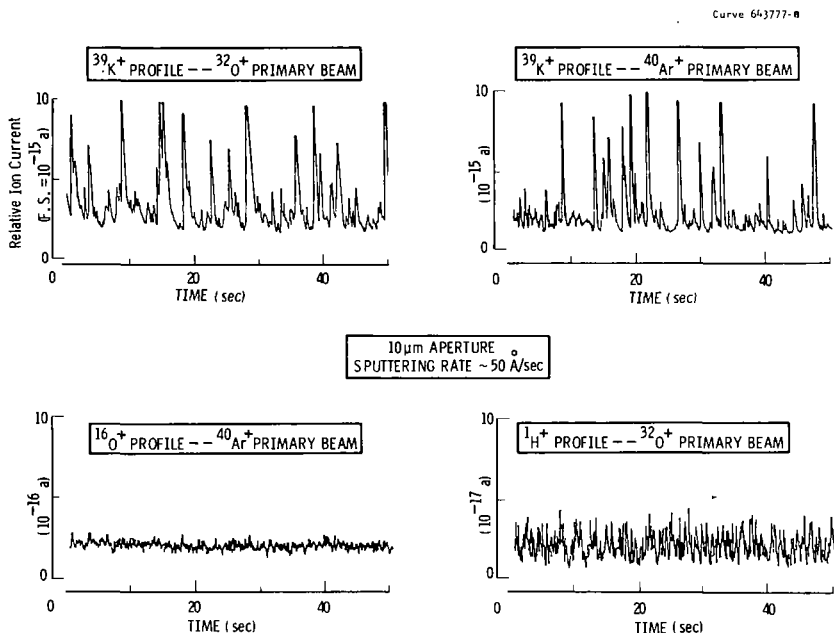 Curve 643777-B
39K+ PROFILE -- 32O+ PRIMARY BEAM
39K+ PROFILE -- 40Ar+ PRIMARY BEAM
Relative Ion Current
(F.S. = 10-15 a)
10
0
20
40
TIME (sec)
(10-15 a)
10
0
20
40
TIME (sec)
10μm APERTURE
SPUTTERING RATE ~50 Å/sec
16O+ PROFILE -- 40Ar+ PRIMARY BEAM
1H+ PROFILE -- 32O+ PRIMARY BEAM
(10-16 a)
10
0
20
40
TIME (sec)
(10-17 a)
10
0
20
40
TIME (sec)